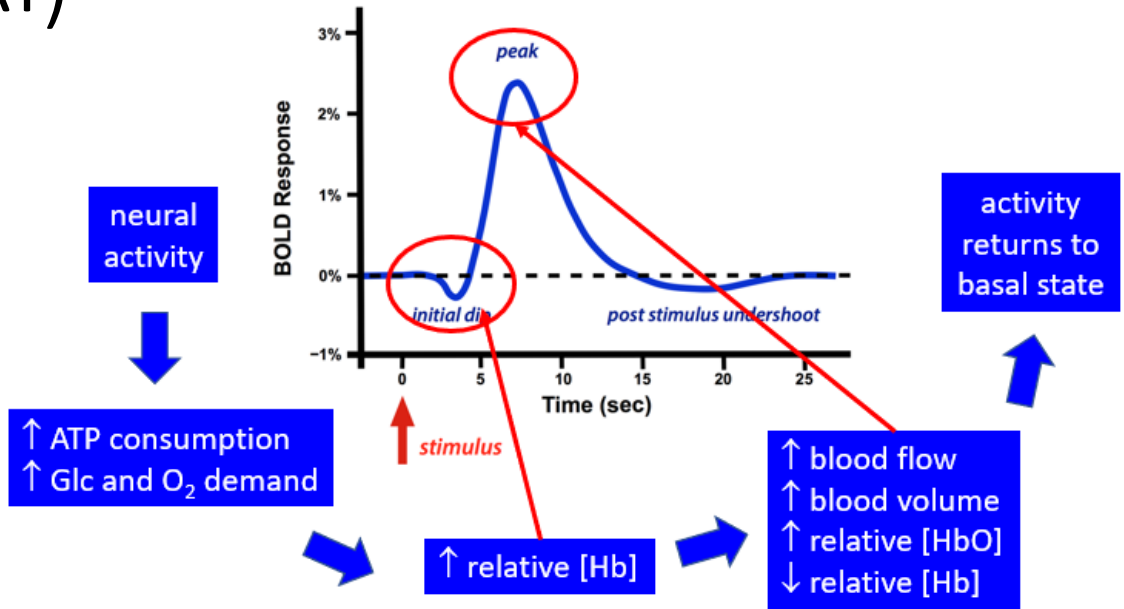 3%
peak
2%
1%
0%
−1%
BOLD Response
initial dip
post stimulus undershoot
0 5 10 15 20 25
Time (sec)
stimulus
neural
activity
↑ ATP consumption
↑ Glc and O₂ demand
↑ relative [Hb]
↑ blood flow
↑ blood volume
↑ relative [HbO]
↓ relative [Hb]
activity
returns to
basal state